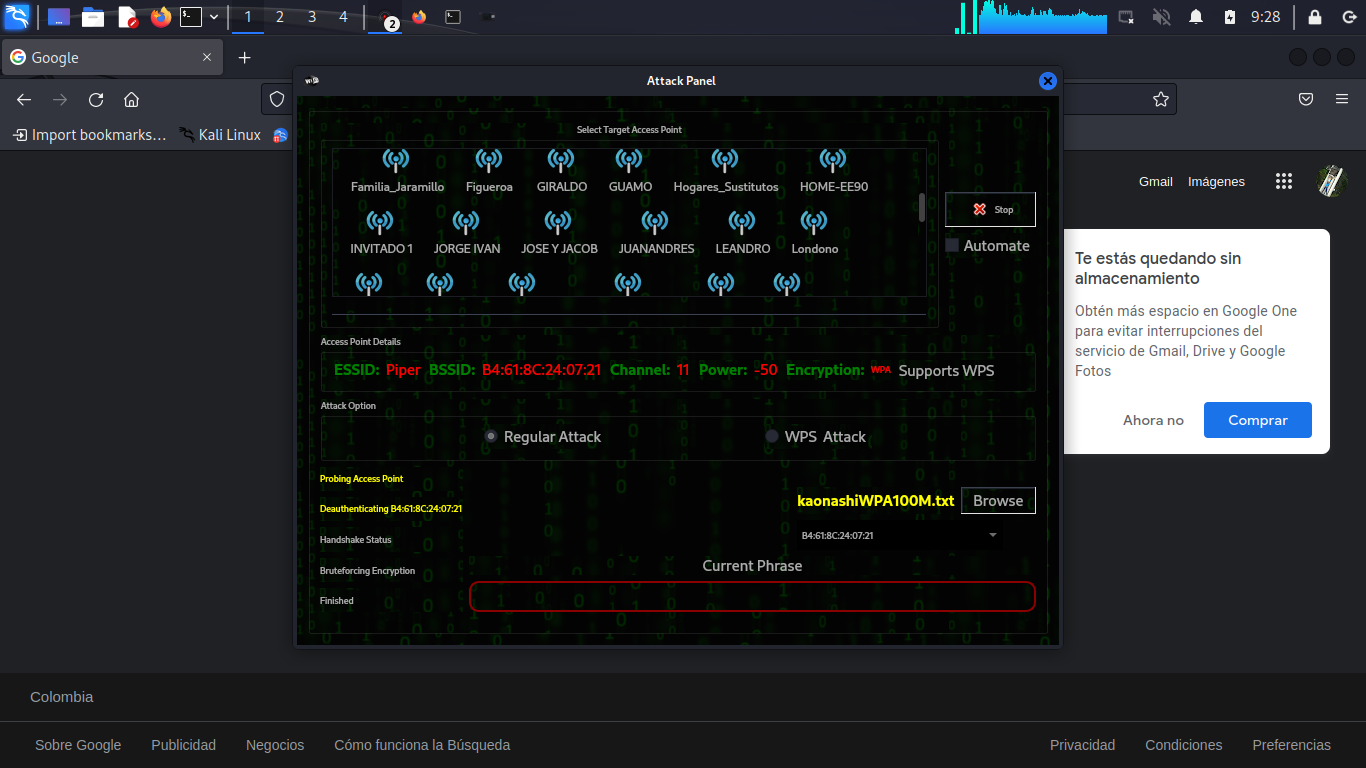 1 2 3 4 2 9:28
Google
Attack Panel
Import bookmarks... Kali Linux
Select Target Access Point
Familia_Jaramillo Figueroa GIRALDO GUAMO Hogares_Sustitutos HOME-EE90
INVITADO 1 JORGE IVAN JOSE Y JACOB JUANANDRES LEANDRO Londono
Stop
Automate
Gmail Imágenes
Te estás quedando sin
almacenamiento
Obtén más espacio en Google One
para evitar interrupciones del
servicio de Gmail, Drive y Google
Fotos
Ahora no Comprar
Access Point Details
ESSID: Piper BSSID: B4:61:8C:24:07:21 Channel: 11 Power: -50 Encryption: WPA Supports WPS
Attack Option
Regular Attack WPS Attack
Probing Access Point
Deauthenticating B4:61:8C:24:07:21
Handshake Status
Bruteforcing Encryption
Finished
kaonashiWPA100M.txt Browse
B4:61:8C:24:07:21
Current Phrase
Colombia
Sobre Google Publicidad Negocios Cómo funciona la Búsqueda Privacidad Condiciones Preferencias